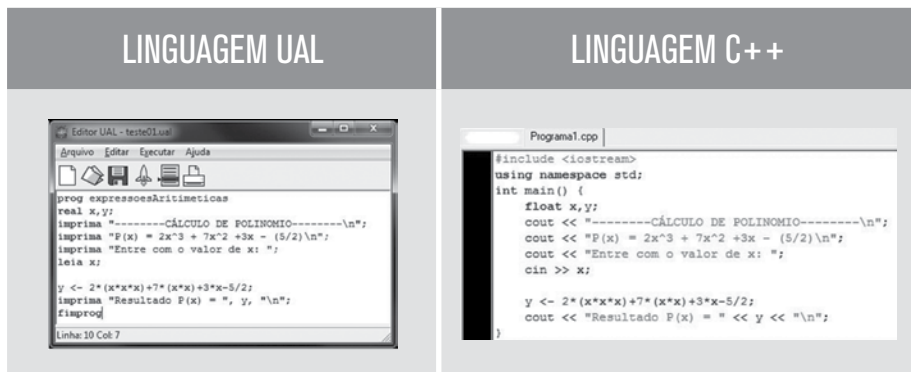 LINGUAGEM UAL
LINGUAGEM C++
Editor UAL - teste01.ual
Arquivo Editar Executar Ajuda
prog expressoesAritimeticas
real x,y;
imprima "--------CÁLCULO DE POLINOMIO--------\n";
imprima "P(x) = 2x^3 + 7x^2 +3x - (5/2)\n";
imprima "Entre com o valor de x: ";
leia x;
y <- 2*(x*x*x)+7*(x*x)+3*x-5/2;
imprima "Resultado P(x) = ", y, "\n";
fimprog
Linha: 10 Col: 7
Programa1.cpp
#include <iostream>
using namespace std;
int main() {
float x,y;
cout << "--------CÁLCULO DE POLINOMIO--------\n";
cout << "P(x) = 2x^3 + 7x^2 +3x - (5/2)\n";
cout << "Entre com o valor de x: ";
cin >> x;
y <- 2*(x*x*x)+7*(x*x)+3*x-5/2;
cout << "Resultado P(x) = " << y << "\n";
}